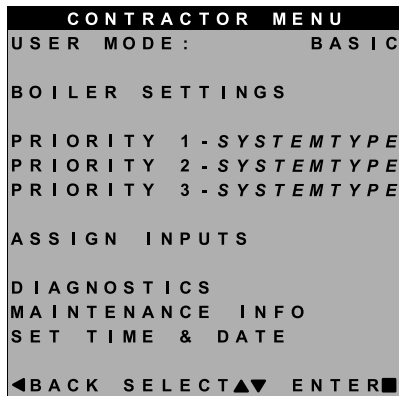 CONTRACTOR MENU
USER MODE: BASIC
BOILER SETTINGS
PRIORITY 1-SYSTEMTYPE
PRIORITY 2-SYSTEMTYPE
PRIORITY 3-SYSTEMTYPE
ASSIGN INPUTS
DIAGNOSTICS
MAINTENANCE INFO
SET TIME & DATE
◀BACK SELECT▲▼ ENTER■